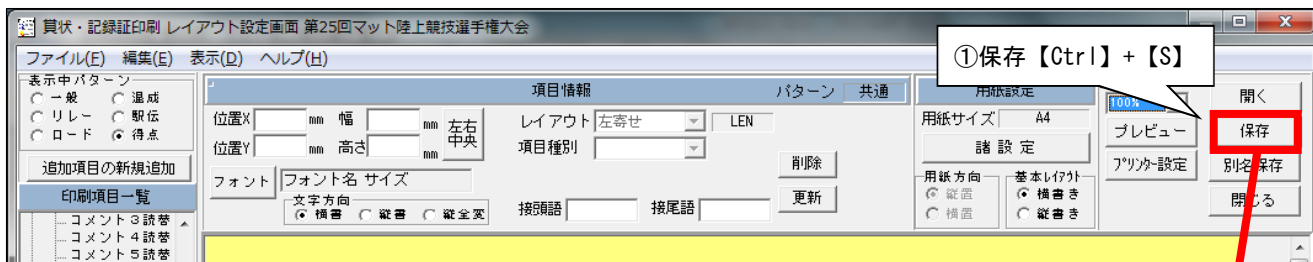 賞状・記録証印刷 レイアウト設定画面 第25回マット陸上競技選手権大会
ファイル(F) 編集(E) 表示(D) ヘルプ(H)
①保存【Ctrl】+【S】
表示中パターン
一般 混成
リレー 駅伝
ロード 得点
追加項目の新規追加
印刷項目一覧
コメント3読替
コメント4読替
コメント5読替
項目情報 パターン 共通
位置X mm 幅 mm 左右中央
位置Y mm 高さ mm
レイアウト 左寄せ LEN
項目種別
フォント フォント名 サイズ
文字方向
横書 縦書 縦全変
接頭語 接尾語
削除
更新
用紙設定
用紙サイズ A4
諸設定
用紙方向
縦置
横置
基本レイアウト
横書き
縦書き
100%
プレビュー
プリンター設定
開く
保存
別名保存
閉じる